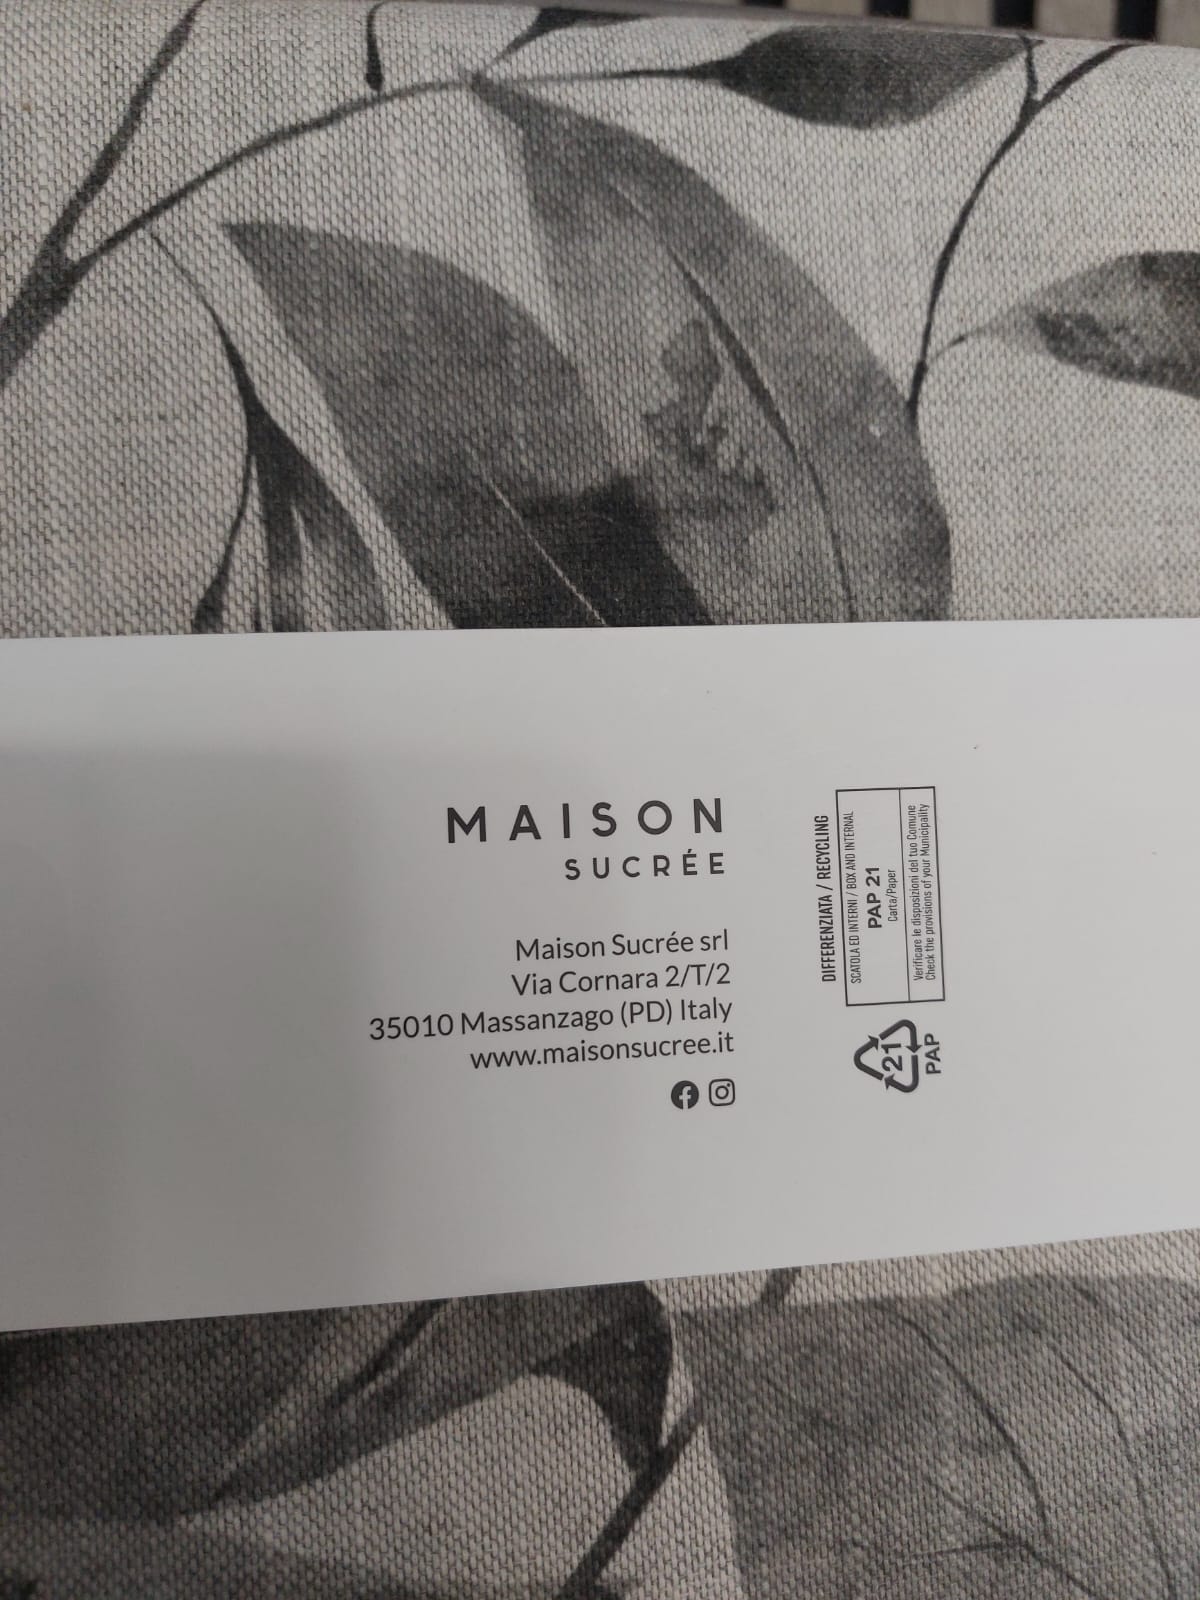 MAISON
SUCRÉE
Maison Sucrée srl
Via Cornara 2/T/2
35010 Massanzago (PD) Italy
www.maisonsucree.it
DIFFERENZIATA / RECYCLING
SCATOLA ED INTERNI / BOX AND INTERNAL
PAP 21
Carta/Paper
Verificare le disposizioni del tuo Comune
Check the provisions of your Municipality
21
PAP